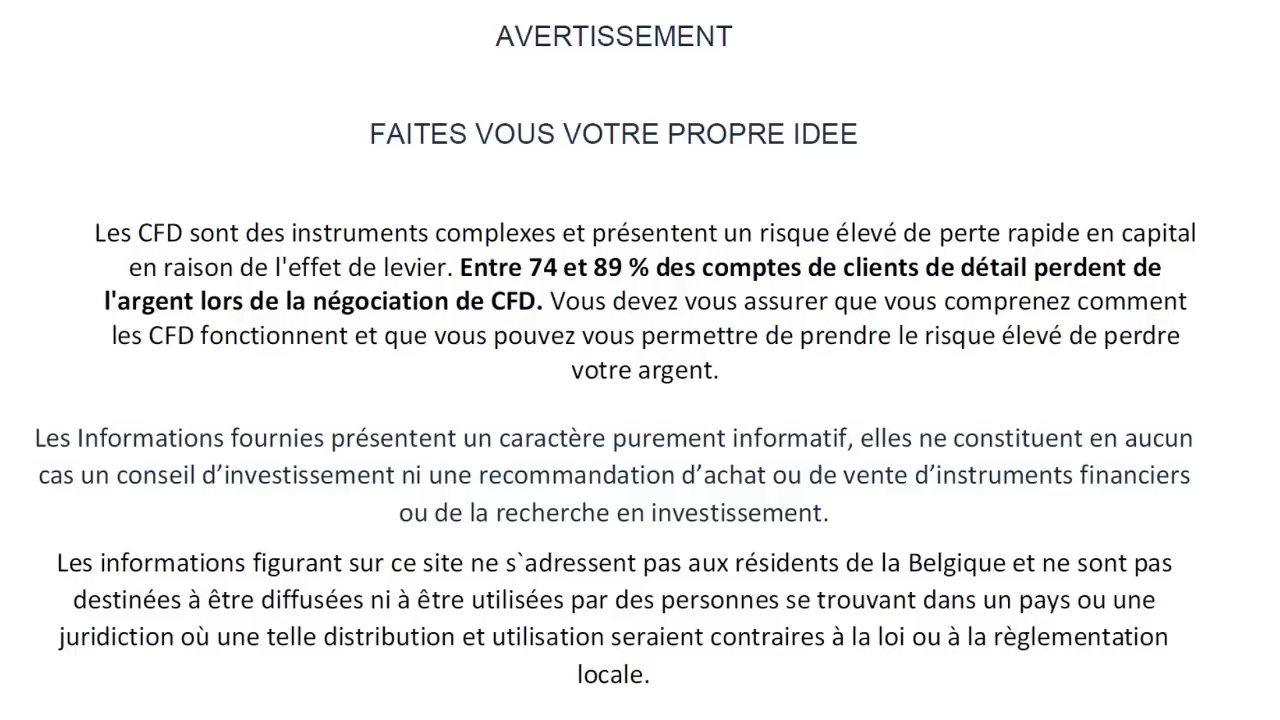 AVERTISSEMENT
FAITES VOUS VOTRE PROPRE IDEE
Les CFD sont des instruments complexes et présentent un risque élevé de perte rapide en capital
en raison de l'effet de levier. Entre 74 et 89 % des comptes de clients de détail perdent de
l'argent lors de la négociation de CFD. Vous devez vous assurer que vous comprenez comment
les CFD fonctionnent et que vous pouvez vous permettre de prendre le risque élevé de perdre
votre argent.
Les Informations fournies présentent un caractère purement informatif, elles ne constituent en aucun
cas un conseil d’investissement ni une recommandation d’achat ou de vente d’instruments financiers
ou de la recherche en investissement.
Les informations figurant sur ce site ne s`adressent pas aux résidents de la Belgique et ne sont pas
destinées à être diffusées ni à être utilisées par des personnes se trouvant dans un pays ou une
juridiction où une telle distribution et utilisation seraient contraires à la loi ou à la règlementation
locale.